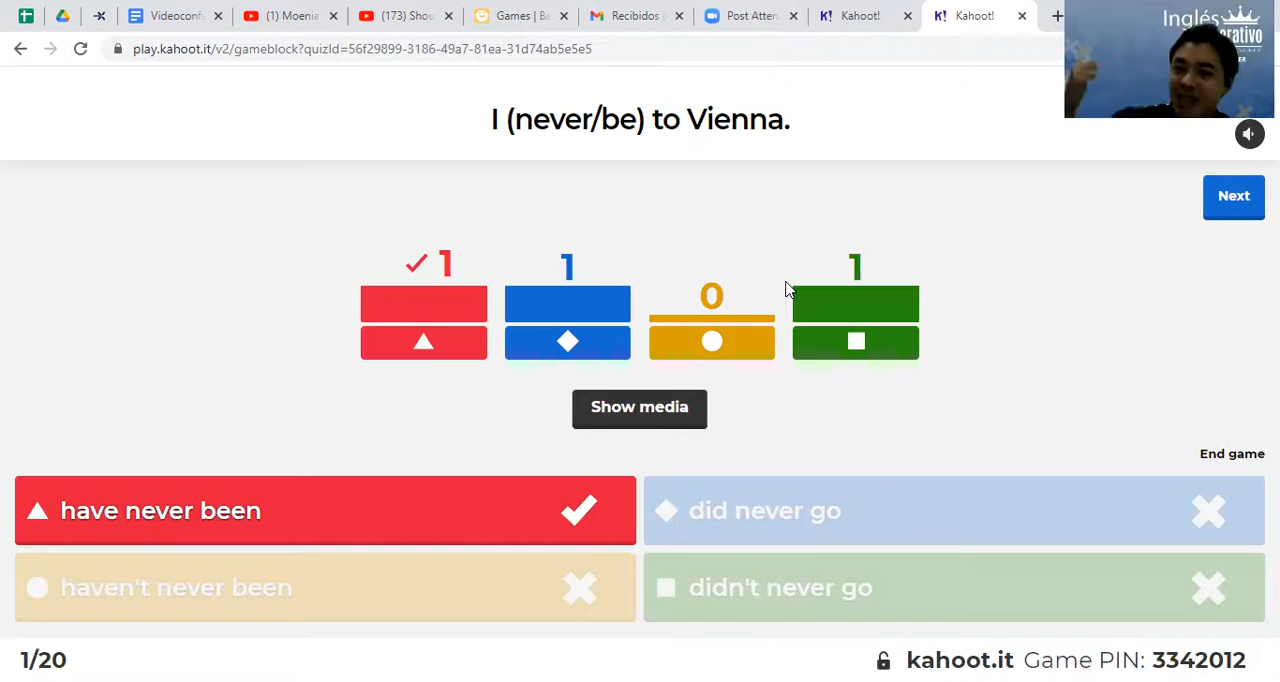 Videoconfe
(1) Moenia
(173) Shou
Games | Ba
Recibidos
Post Atten
Kahoot!
Kahoot!
play.kahoot.it/v2/gameblock?quizId=56f29899-3186-49a7-81ea-31d74ab5e5e5
Inglés
I (never/be) to Vienna.
Next
1
1
0
1
Show media
End game
have never been
did never go
haven't never been
didn't never go
1/20
kahoot.it Game PIN: 3342012